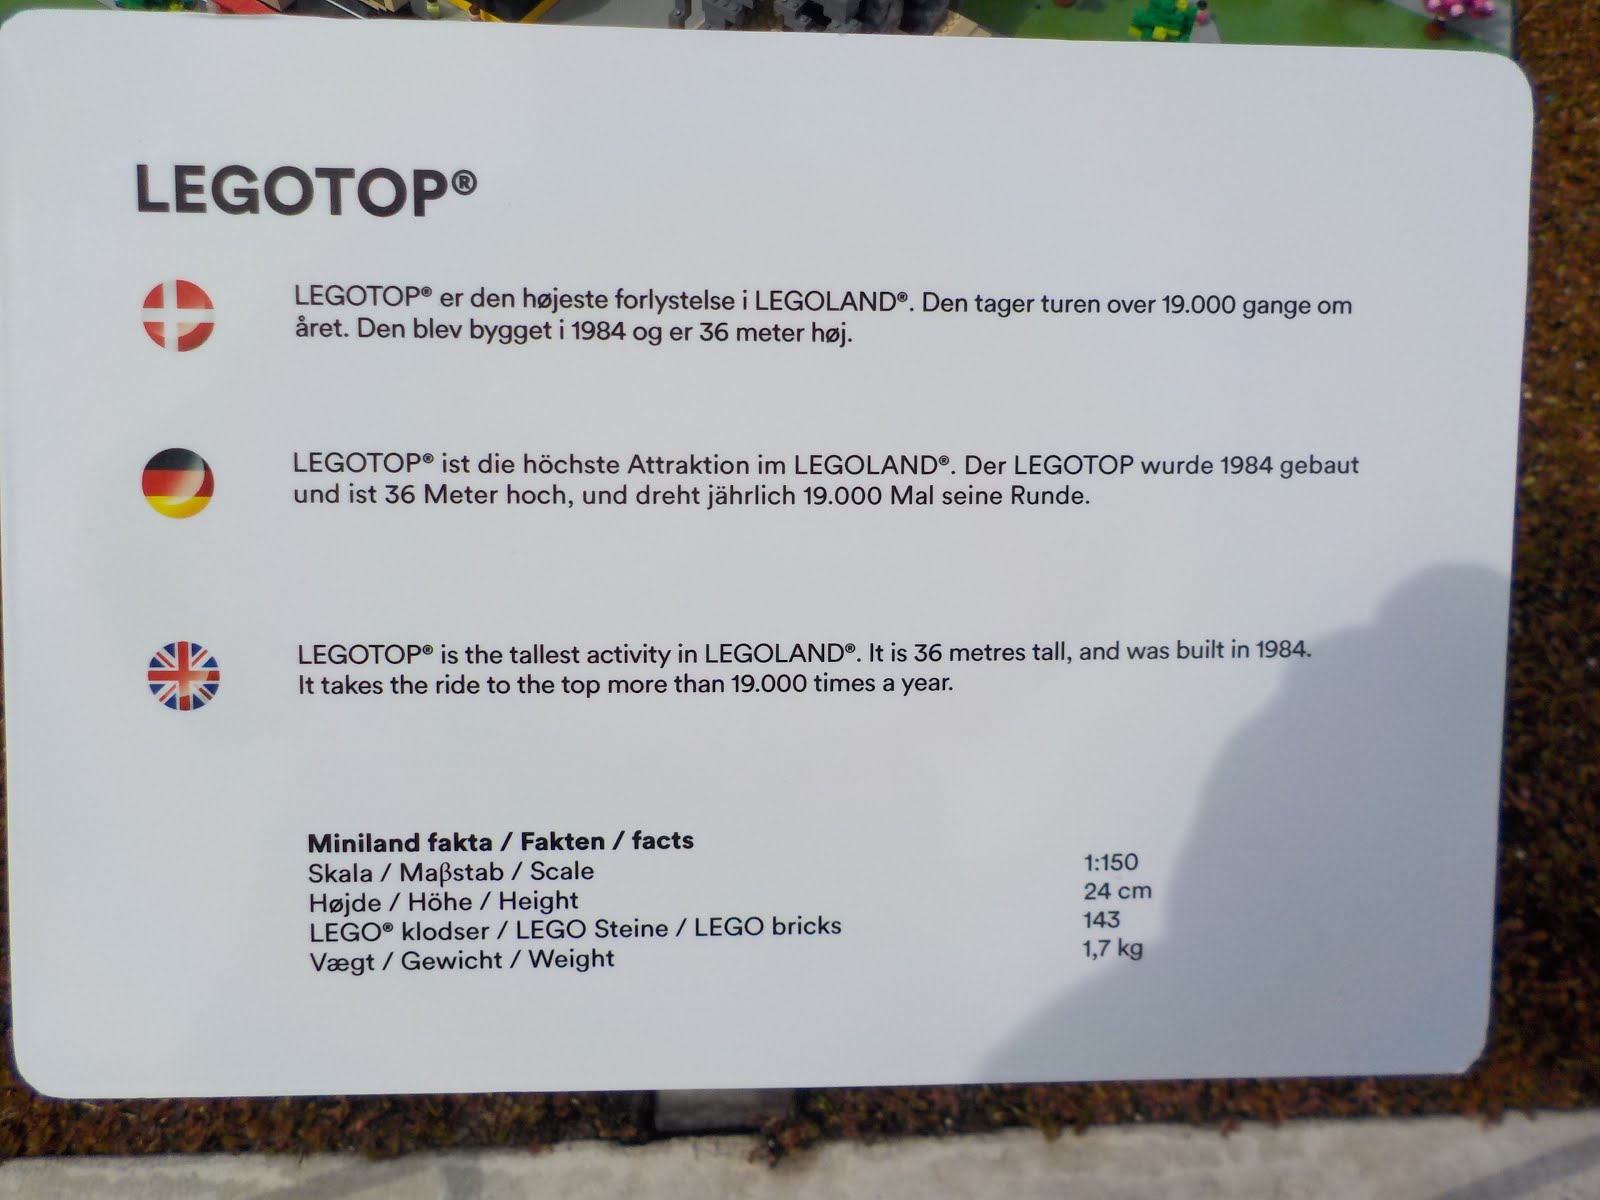 LEGOTOP®
LEGOTOP® er den højeste forlystelse i LEGOLAND®. Den tager turen over 19.000 gange om
året. Den blev bygget i 1984 og er 36 meter høj.
LEGOTOP® ist die höchste Attraktion im LEGOLAND®. Der LEGOTOP wurde 1984 gebaut
und ist 36 Meter hoch, und dreht jährlich 19.000 Mal seine Runde.
LEGOTOP® is the tallest activity in LEGOLAND®. It is 36 metres tall, and was built in 1984.
It takes the ride to the top more than 19.000 times a year.
Miniland fakta / Fakten / facts
Skala / Maβstab / Scale 1:150
Højde / Höhe / Height 24 cm
LEGO® klodser / LEGO Steine / LEGO bricks 143
Vægt / Gewicht / Weight 1,7 kg